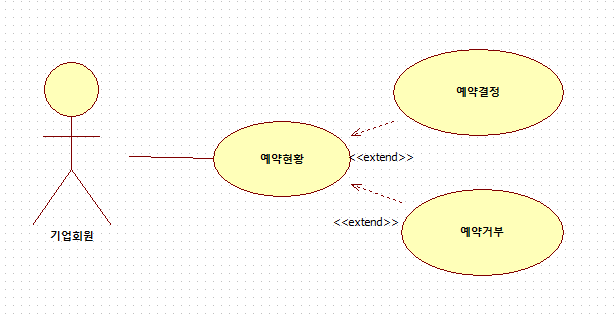 예약결정
예약현황
<<extend>>
<<extend>>
예약거부
기업회원